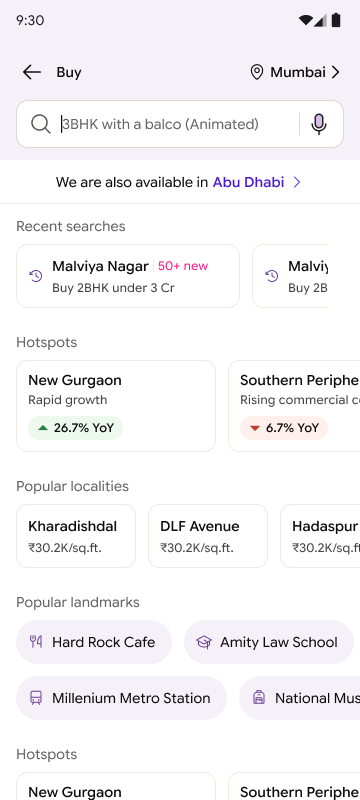 9:30
Buy
Mumbai
3BHK with a balco (Animated)
We are also available in Abu Dhabi
Recent searches
Malviya Nagar 50+ new
Buy 2BHK under 3 Cr
Malviy
Buy 2B
Hotspots
New Gurgaon
Rapid growth
26.7% YoY
Southern Periphe
Rising commercial c
6.7% YoY
Popular localities
Kharadishdal
₹30.2K/sq.ft.
DLF Avenue
₹30.2K/sq.ft.
Hadaspur
₹30.2K/sq.ft
Popular landmarks
Hard Rock Cafe
Amity Law School
Millenium Metro Station
National Mus
Hotspots
New Gurgaon
Southern Periphe